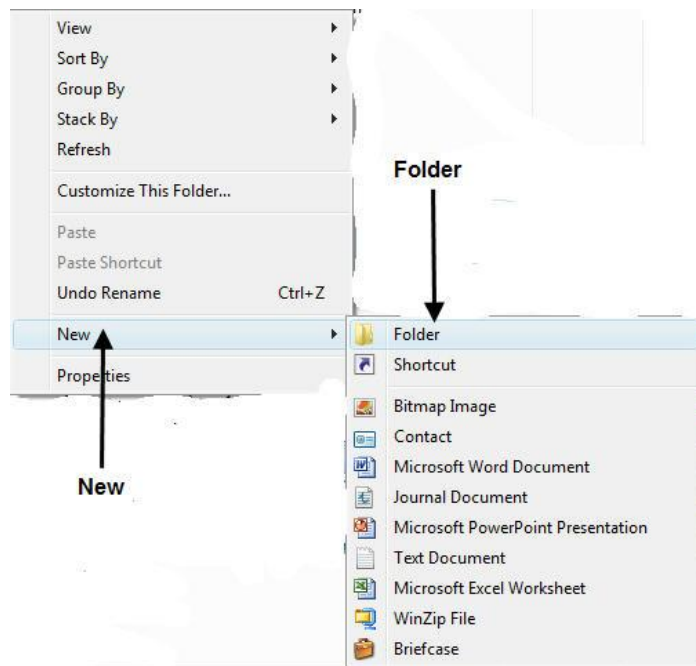 View
Sort By
Group By
Stack By
Refresh
Customize This Folder...
Paste
Paste Shortcut
Undo Rename Ctrl+Z
New
Properties
New
Folder
Folder
Shortcut
Bitmap Image
Contact
Microsoft Word Document
Journal Document
Microsoft PowerPoint Presentation
Text Document
Microsoft Excel Worksheet
WinZip File
Briefcase